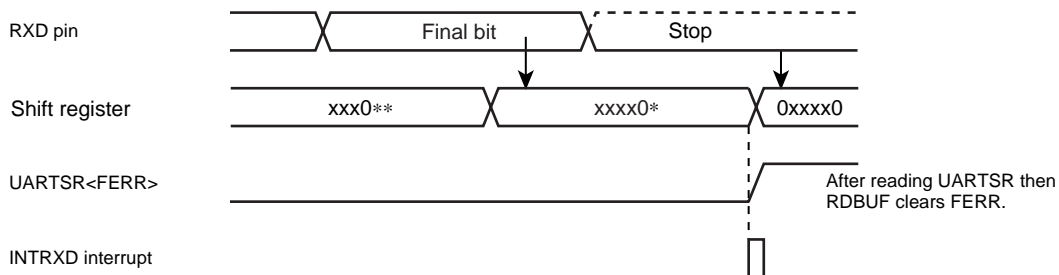 RXD pin
Final bit
Stop
Shift register
xxx0**
xxxx0*
0xxxx0
UARTSR<FERR>
After reading UARTSR then
RDBUF clears FERR.
INTRXD interrupt